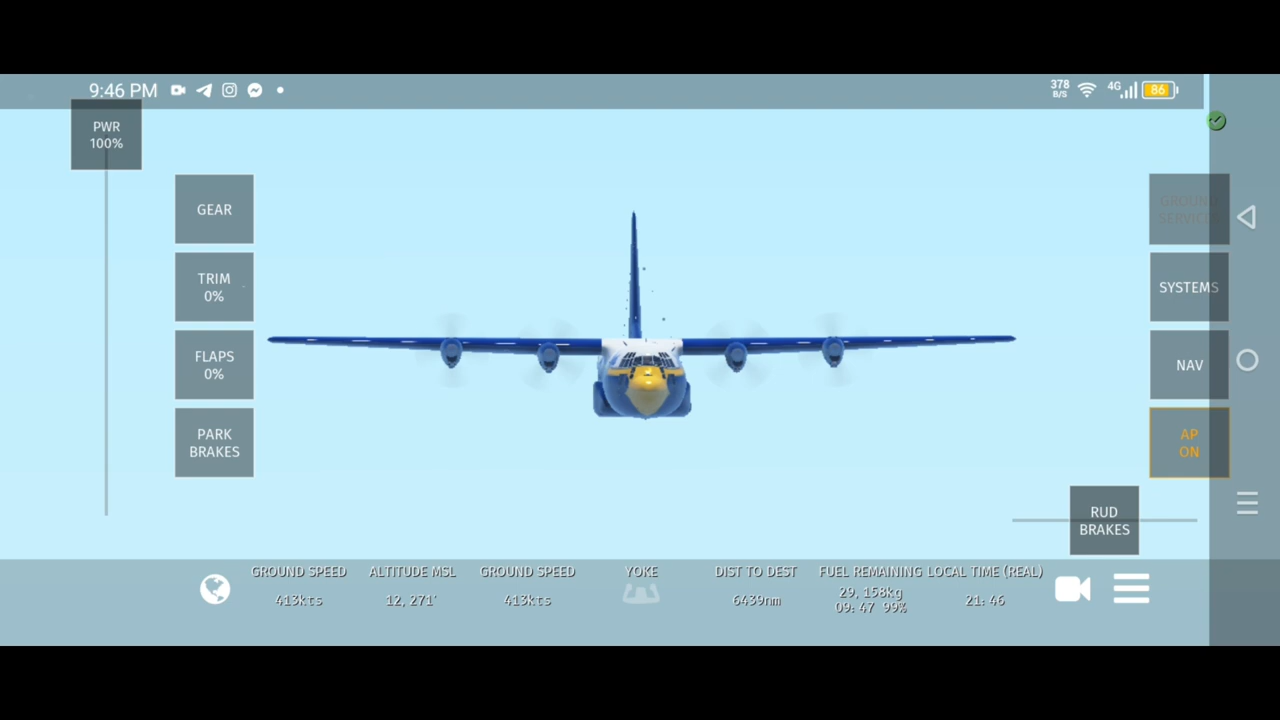 9:46 PM
378
B/S
4G
86
PWR
100%
GEAR
TRIM
0%
FLAPS
0%
PARK
BRAKES
GROUND
SERVICES
SYSTEMS
NAV
AP
ON
RUD
BRAKES
GROUND SPEED
413kts
ALTITUDE MSL
12,271'
GROUND SPEED
413kts
YOKE
DIST TO DEST
6439nm
FUEL REMAINING
29,158kg
09:47 99%
LOCAL TIME (REAL)
21:46